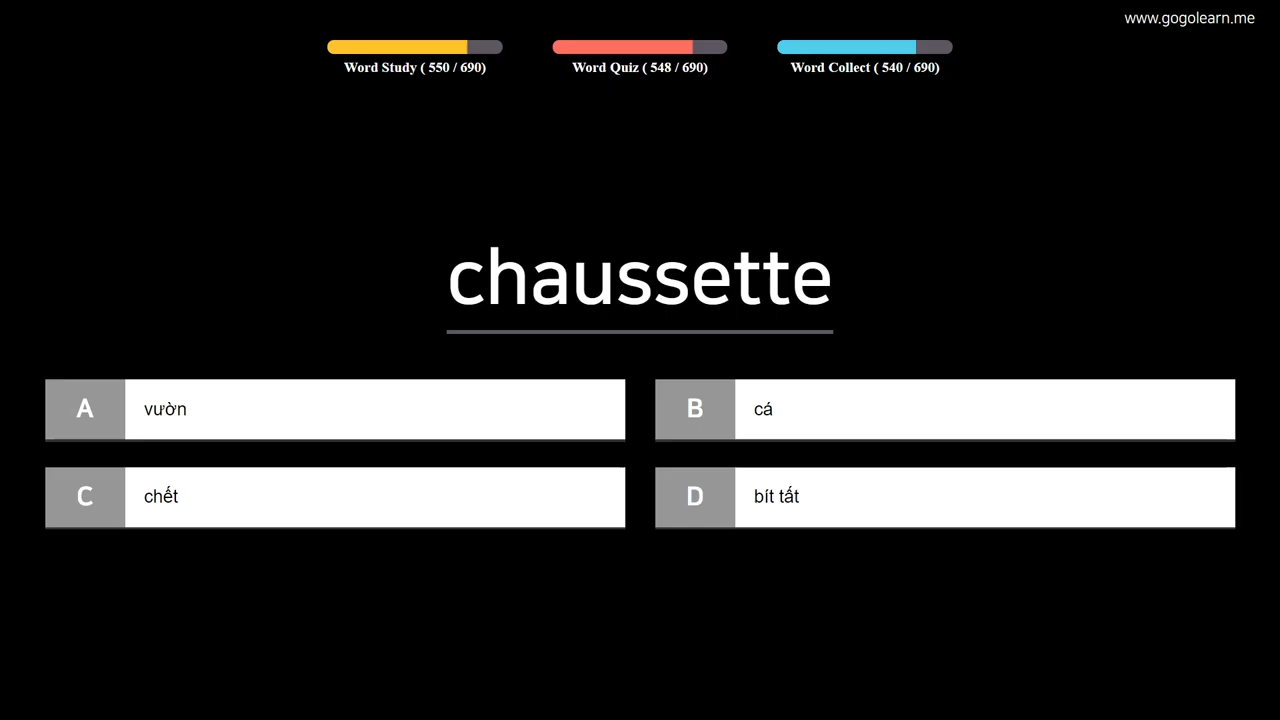 www.gogolearn.me
Word Study ( 550 / 690)
Word Quiz ( 548 / 690)
Word Collect ( 540 / 690)
chaussette
A vườn
B cá
C chết
D bít tất